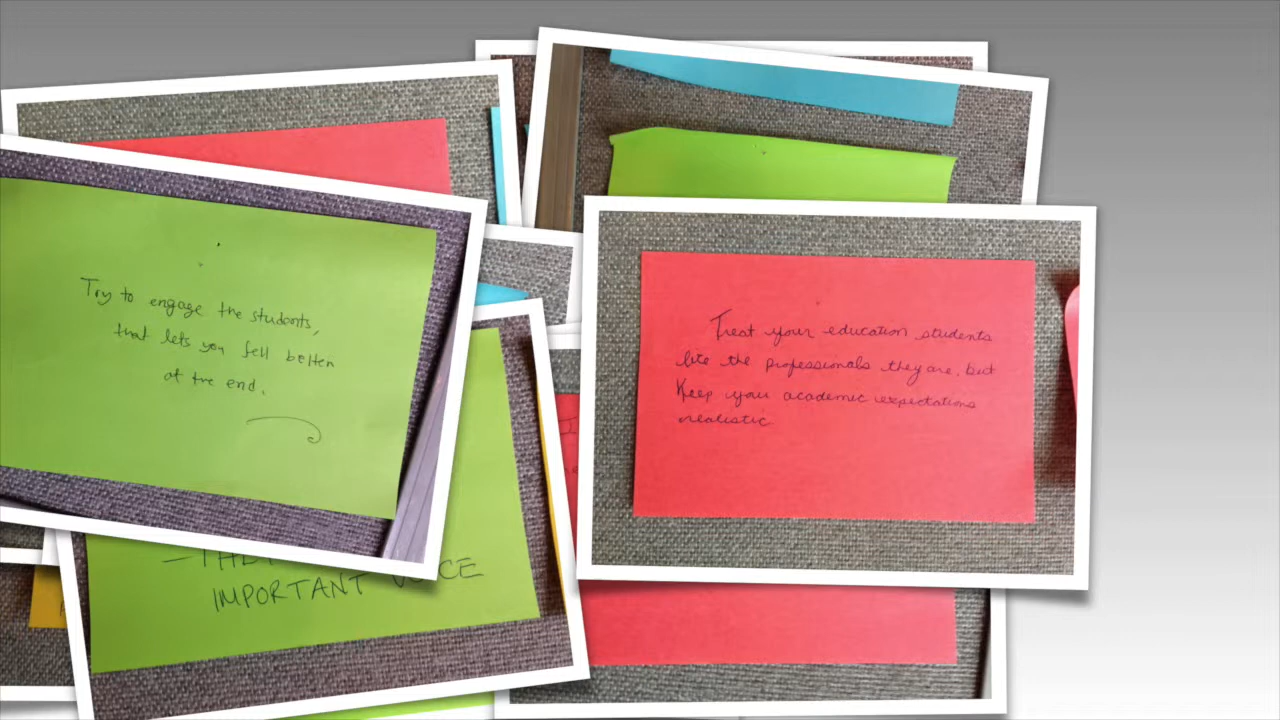 Try to engage the students,
that lets you fell better
at the end.
Treat your education students
like the professionals they are, but
Keep your academic expectations
realistic
IMPORTANT VOICE